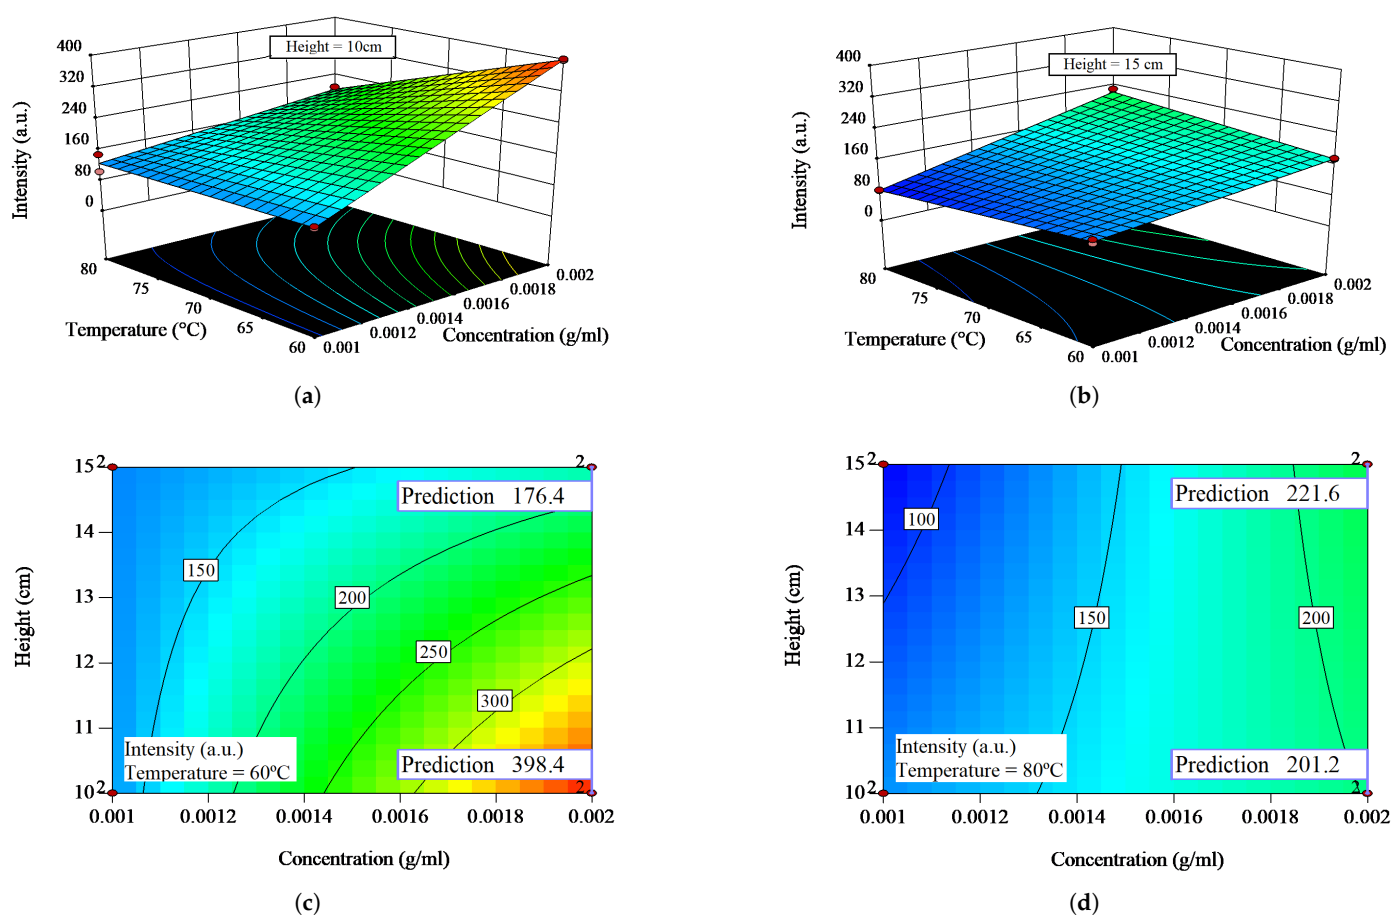 Height = 10cm
400
320
240
160
80
0
Intensity (a.u.)
80
75
70
65
60
Temperature (°C)
0.001
0.0012
0.0014
0.0016
0.0018
0.002
Concentration (g/ml)
(a)
Height = 15 cm
400
320
240
160
80
0
Intensity (a.u.)
80
75
70
65
60
Temperature (°C)
0.001
0.0012
0.0014
0.0016
0.0018
0.002
Concentration (g/ml)
(b)
15
2
2
Prediction 176.4
14
150
13
200
Height (cm)
12
250
300
11
Intensity (a.u.)
Temperature = 60ºC
Prediction 398.4
10
2
2
0.001 0.0012 0.0014 0.0016 0.0018 0.002
Concentration (g/ml)
(c)
15
2
2
Prediction 221.6
14
100
13
Height (cm)
150
200
12
11
Intensity (a.u.)
Temperature = 80ºC
Prediction 201.2
10
2
2
0.001 0.0012 0.0014 0.0016 0.0018 0.002
Concentration (g/ml)
(d)